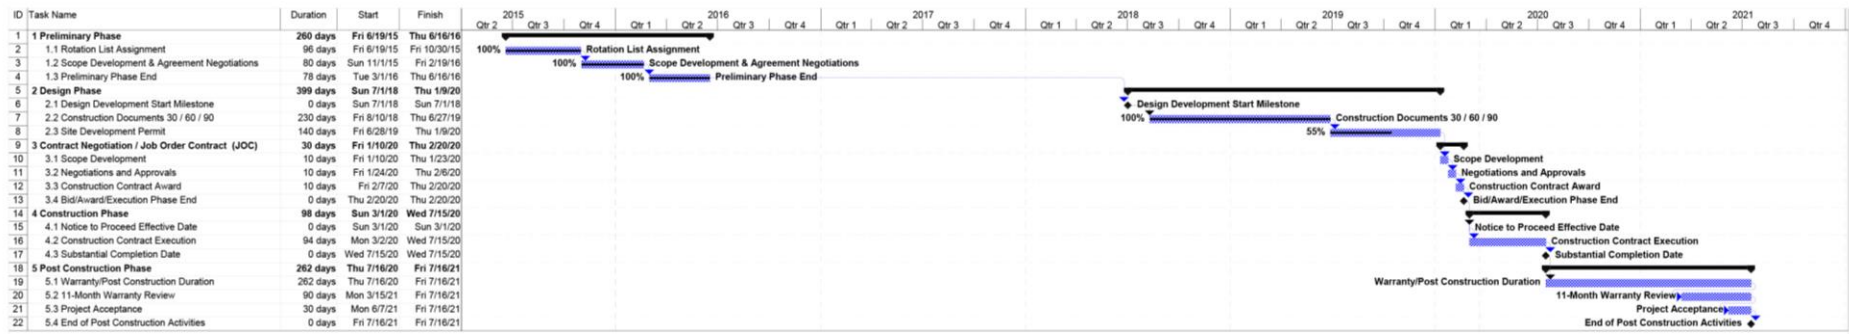 ID Task Name Duration Start Finish 2015 2016 2017 2018 2019 2020 2021
Qtr 2 Qtr 3 Qtr 4 Qtr 1 Qtr 2 Qtr 3 Qtr 4 Qtr 1 Qtr 2 Qtr 3 Qtr 4 Qtr 1 Qtr 2 Qtr 3 Qtr 4 Qtr 1 Qtr 2 Qtr 3 Qtr 4 Qtr 1 Qtr 2 Qtr 3 Qtr 4 Qtr 1 Qtr 2 Qtr 3 Qtr 4
1 1 Preliminary Phase 260 days Fri 6/19/15 Thu 6/16/16
2 1.1 Rotation List Assignment 96 days Fri 6/19/15 Fri 10/30/15 100% Rotation List Assignment
3 1.2 Scope Development & Agreement Negotiations 80 days Sun 11/1/15 Fri 2/19/16 100% Scope Development & Agreement Negotiations
4 1.3 Preliminary Phase End 78 days Tue 3/1/16 Thu 6/16/16 100% Preliminary Phase End
5 2 Design Phase 399 days Sun 7/1/18 Thu 1/9/20
6 2.1 Design Development Start Milestone 0 days Sun 7/1/18 Sun 7/1/18 Design Development Start Milestone
7 2.2 Construction Documents 30 / 60 / 90 230 days Fri 8/10/18 Thu 6/27/19 100% Construction Documents 30 / 60 / 90
8 2.3 Site Development Permit 140 days Fri 6/28/19 Thu 1/9/20 55%
9 3 Contract Negotiation / Job Order Contract (JOC) 30 days Fri 1/10/20 Thu 2/20/20
10 3.1 Scope Development 10 days Fri 1/10/20 Thu 1/23/20 Scope Development
11 3.2 Negotiations and Approvals 10 days Fri 1/24/20 Thu 2/6/20 Negotiations and Approvals
12 3.3 Construction Contract Award 10 days Fri 2/7/20 Thu 2/20/20 Construction Contract Award
13 3.4 Bid/Award/Execution Phase End 0 days Thu 2/20/20 Thu 2/20/20 Bid/Award/Execution Phase End
14 4 Construction Phase 98 days Sun 3/1/20 Wed 7/15/20
15 4.1 Notice to Proceed Effective Date 0 days Sun 3/1/20 Sun 3/1/20 Notice to Proceed Effective Date
16 4.2 Construction Contract Execution 94 days Mon 3/2/20 Wed 7/15/20 Construction Contract Execution
17 4.3 Substantial Completion Date 0 days Wed 7/15/20 Wed 7/15/20 Substantial Completion Date
18 5 Post Construction Phase 262 days Thu 7/16/20 Fri 7/16/21
19 5.1 Warranty/Post Construction Duration 262 days Thu 7/16/20 Fri 7/16/21 Warranty/Post Construction Duration
20 5.2 11-Month Warranty Review 90 days Mon 3/15/21 Fri 7/16/21 11-Month Warranty Review
21 5.3 Project Acceptance 30 days Mon 6/7/21 Fri 7/16/21 Project Acceptance
22 5.4 End of Post Construction Activities 0 days Fri 7/16/21 Fri 7/16/21 End of Post Construction Activities